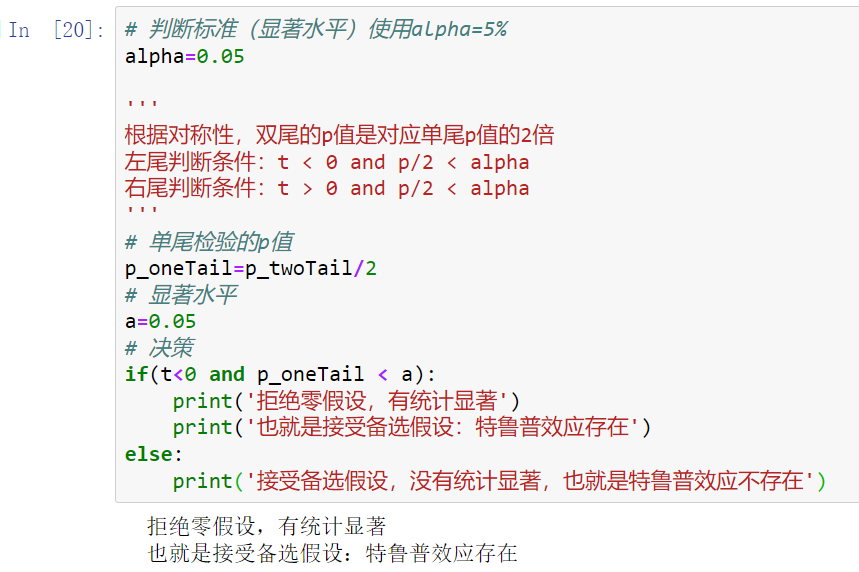 In [20]:
# 判断标准（显著水平）使用alpha=5%
alpha=0.05
'''
根据对称性，双尾的p值是对应单尾p值的2倍
左尾判断条件：t < 0 and p/2 < alpha
右尾判断条件：t > 0 and p/2 < alpha
'''
# 单尾检验的p值
p_oneTail=p_twoTail/2
# 显著水平
a=0.05
# 决策
if(t<0 and p_oneTail < a):
    print('拒绝零假设，有统计显著')
    print('也就是接受备选假设：特鲁普效应存在')
else:
    print('接受备选假设，没有统计显著，也就是特鲁普效应不存在')
拒绝零假设，有统计显著
也就是接受备选假设：特鲁普效应存在